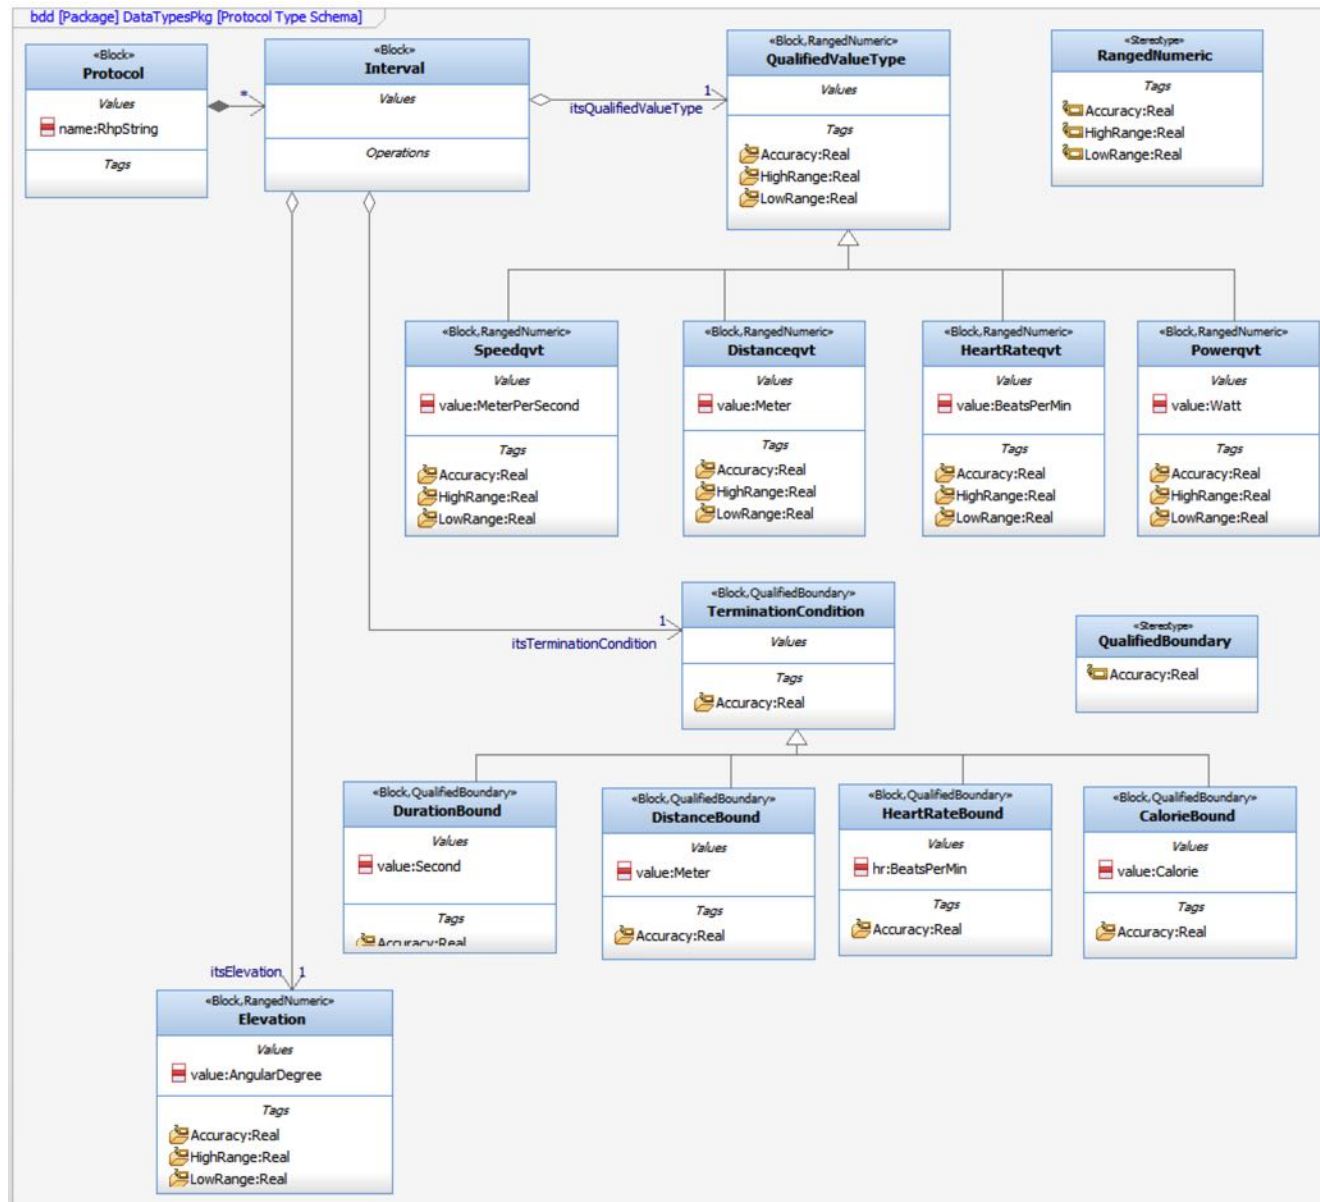 bdd [Package] DataTypesPkg [Protocol Type Schema]
«Block»
Protocol
Values
name:RhpString
Tags
*
«Block»
Interval
Values
Operations
1
itsQualifiedValueType
«Block,RangedNumeric»
QualifiedValueType
Values
Tags
Accuracy:Real
HighRange:Real
LowRange:Real
«Stereotype»
RangedNumeric
Tags
Accuracy:Real
HighRange:Real
LowRange:Real
«Block,RangedNumeric»
Speedqvt
Values
value:MeterPerSecond
Tags
Accuracy:Real
HighRange:Real
LowRange:Real
«Block,RangedNumeric»
Distanceqvt
Values
value:Meter
Tags
Accuracy:Real
HighRange:Real
LowRange:Real
«Block,RangedNumeric»
HeartRateqvt
Values
value:BeatsPerMin
Tags
Accuracy:Real
HighRange:Real
LowRange:Real
«Block,RangedNumeric»
Powerqvt
Values
value:Watt
Tags
Accuracy:Real
HighRange:Real
LowRange:Real
1
itsTerminationCondition
«Block,QualifiedBoundary»
TerminationCondition
Values
Tags
Accuracy:Real
«Stereotype»
QualifiedBoundary
Accuracy:Real
«Block,QualifiedBoundary»
DurationBound
Values
value:Second
Tags
Accuracy:Real
«Block,QualifiedBoundary»
DistanceBound
Values
value:Meter
Tags
Accuracy:Real
«Block,QualifiedBoundary»
HeartRateBound
Values
hr:BeatsPerMin
Tags
Accuracy:Real
«Block,QualifiedBoundary»
CalorieBound
Values
value:Calorie
Tags
Accuracy:Real
itsElevation 1
«Block,RangedNumeric»
Elevation
Values
value:AngularDegree
Tags
Accuracy:Real
HighRange:Real
LowRange:Real